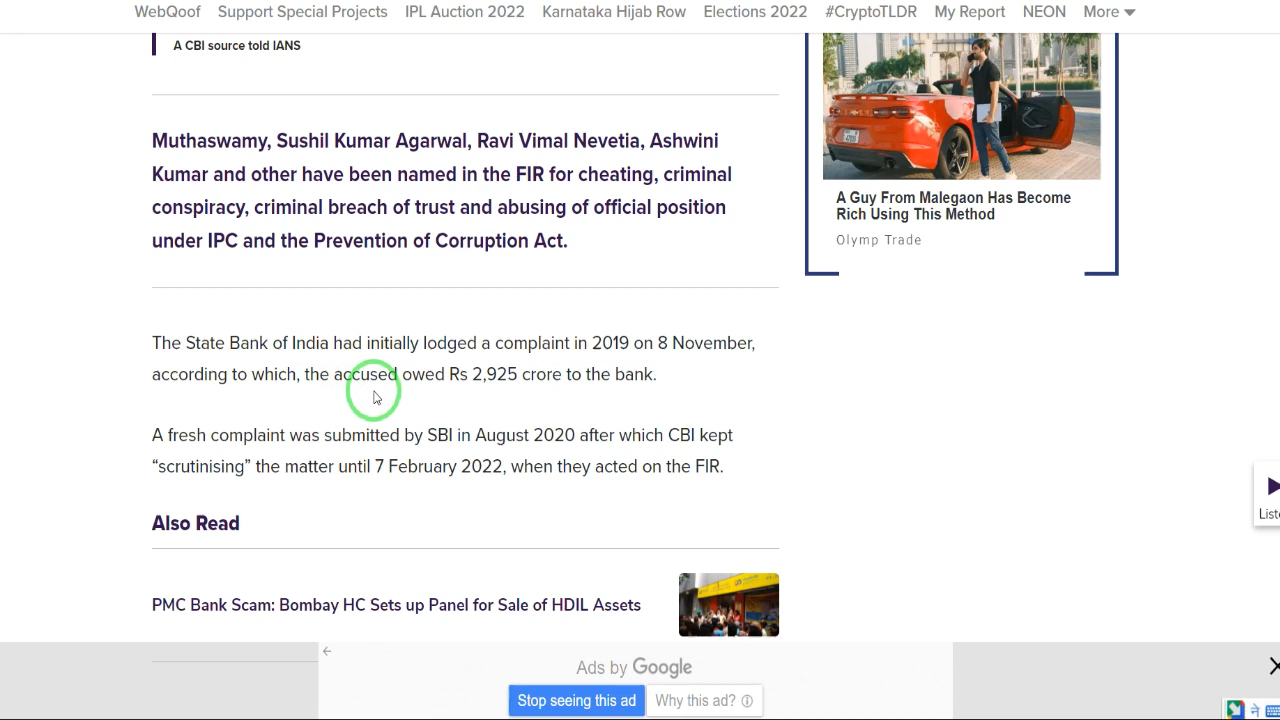 WebQoof Support Special Projects IPL Auction 2022 Karnataka Hijab Row Elections 2022 #CryptoTLDR My Report NEON More
A CBI source told IANS
Muthaswamy, Sushil Kumar Agarwal, Ravi Vimal Nevetia, Ashwini
Kumar and other have been named in the FIR for cheating, criminal
conspiracy, criminal breach of trust and abusing of official position
under IPC and the Prevention of Corruption Act.
The State Bank of India had initially lodged a complaint in 2019 on 8 November,
according to which, the accused owed Rs 2,925 crore to the bank.
A fresh complaint was submitted by SBI in August 2020 after which CBI kept
“scrutinising” the matter until 7 February 2022, when they acted on the FIR.
Also Read
PMC Bank Scam: Bombay HC Sets up Panel for Sale of HDIL Assets
A Guy From Malegaon Has Become
Rich Using This Method
Olymp Trade
Liste
Ads by Google
Stop seeing this ad Why this ad?
ने